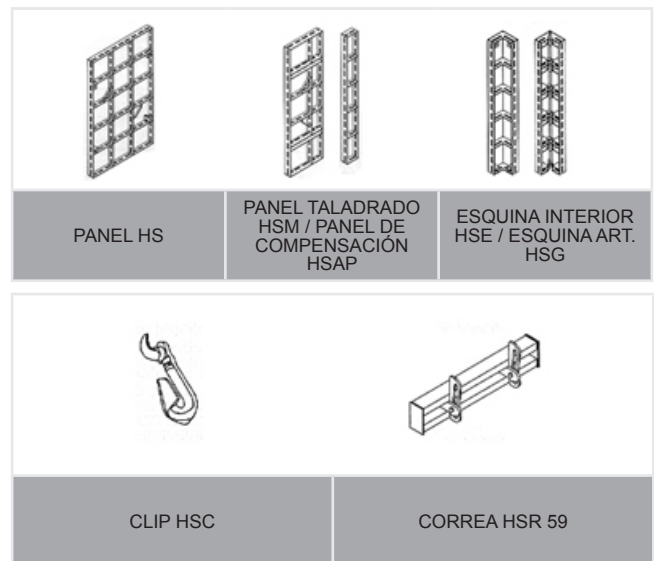 PANEL HS
PANEL TALADRADO
HSM / PANEL DE
COMPENSACIÓN
HSAP
ESQUINA INTERIOR
HSE / ESQUINA ART.
HSG
CLIP HSC
CORREA HSR 59